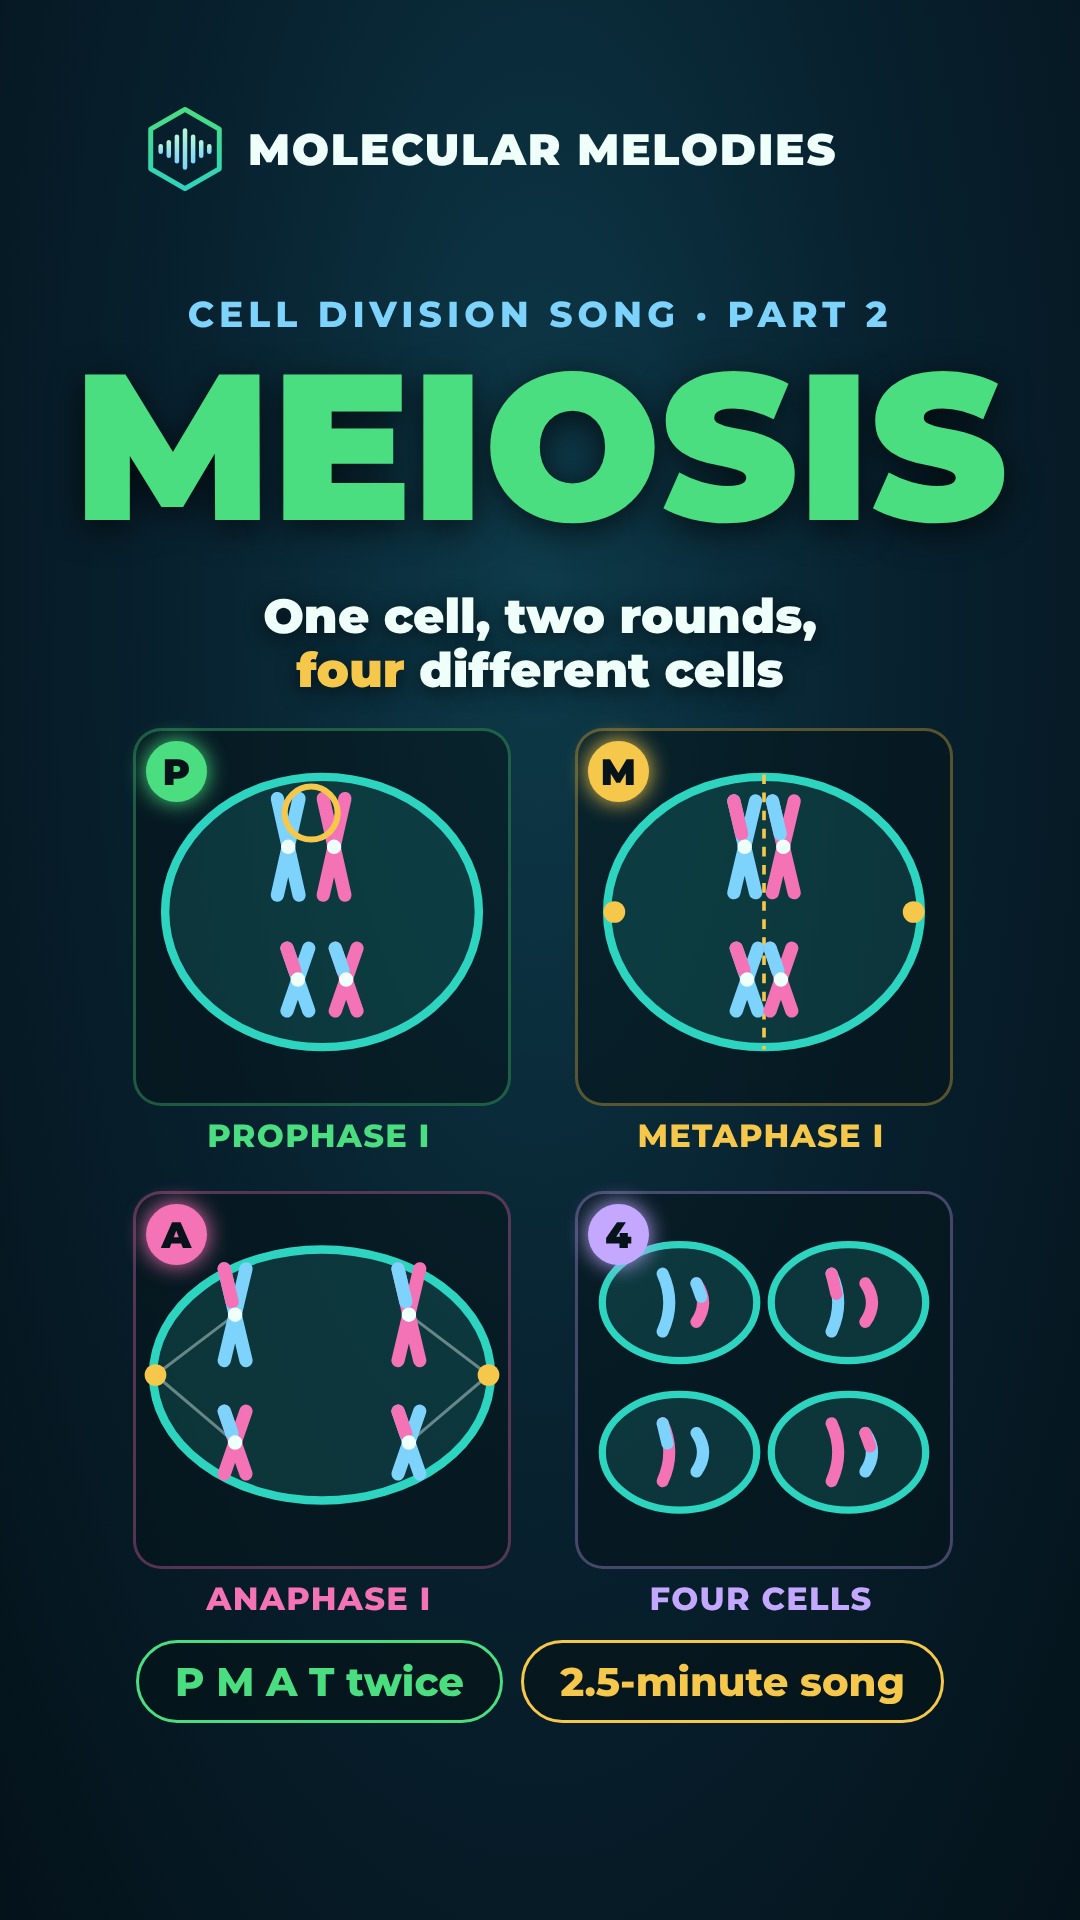 MOLECULAR MELODIES
CELL DIVISION SONG · PART 2
MEIOSIS
One cell, two rounds,
four different cells
P
M
PROPHASE I
METAPHASE I
A
4
ANAPHASE I
FOUR CELLS
P M A T twice
2.5-minute song